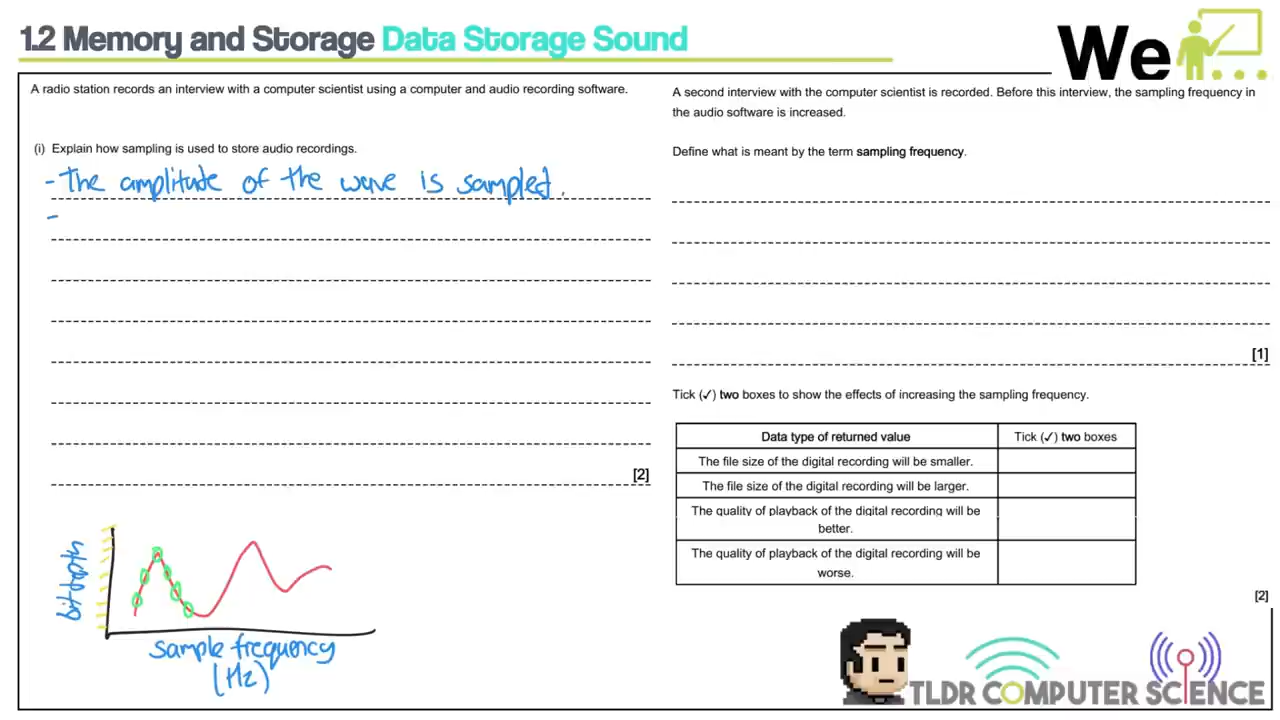 1.2 Memory and Storage Data Storage Sound
We
A radio station records an interview with a computer scientist using a computer and audio recording software.
(i) Explain how sampling is used to store audio recordings.
- The amplitude of the wave is sampled.
-
[2]
bit depth
sample frequency
(Hz)
A second interview with the computer scientist is recorded. Before this interview, the sampling frequency in
the audio software is increased.
Define what is meant by the term sampling frequency.
[1]
Tick (✓) two boxes to show the effects of increasing the sampling frequency.
Data type of returned value Tick (✓) two boxes
The file size of the digital recording will be smaller.
The file size of the digital recording will be larger.
The quality of playback of the digital recording will be
better.
The quality of playback of the digital recording will be
worse.
[2]
TLDR COMPUTER SCIENCE